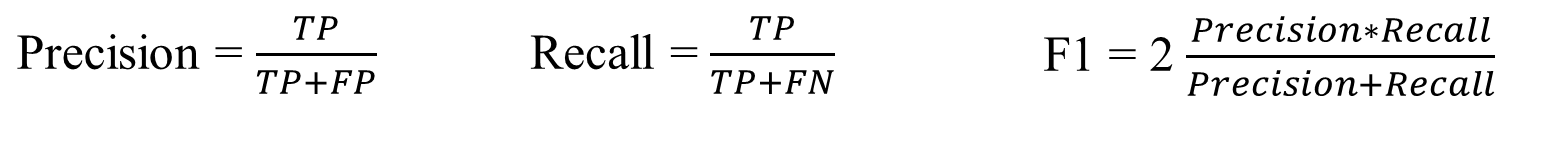 Precision = TP/TP+FP Recall = TP/TP+FN F1 = 2 Precision*Recall/Precision+Recall